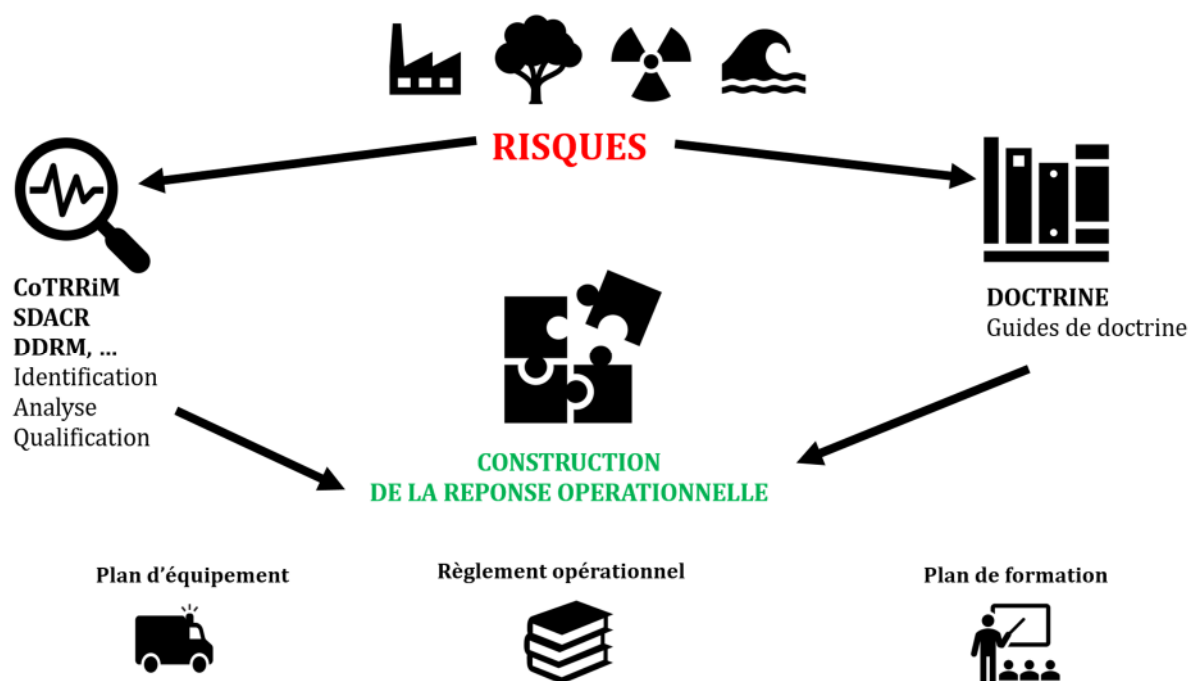 RISQUES
CoTRRiM
SDACR
DDRM, ...
Identification
Analyse
Qualification
DOCTRINE
Guides de doctrine
CONSTRUCTION
DE LA REPONSE OPERATIONNELLE
Plan d’équipement
Règlement opérationnel
Plan de formation